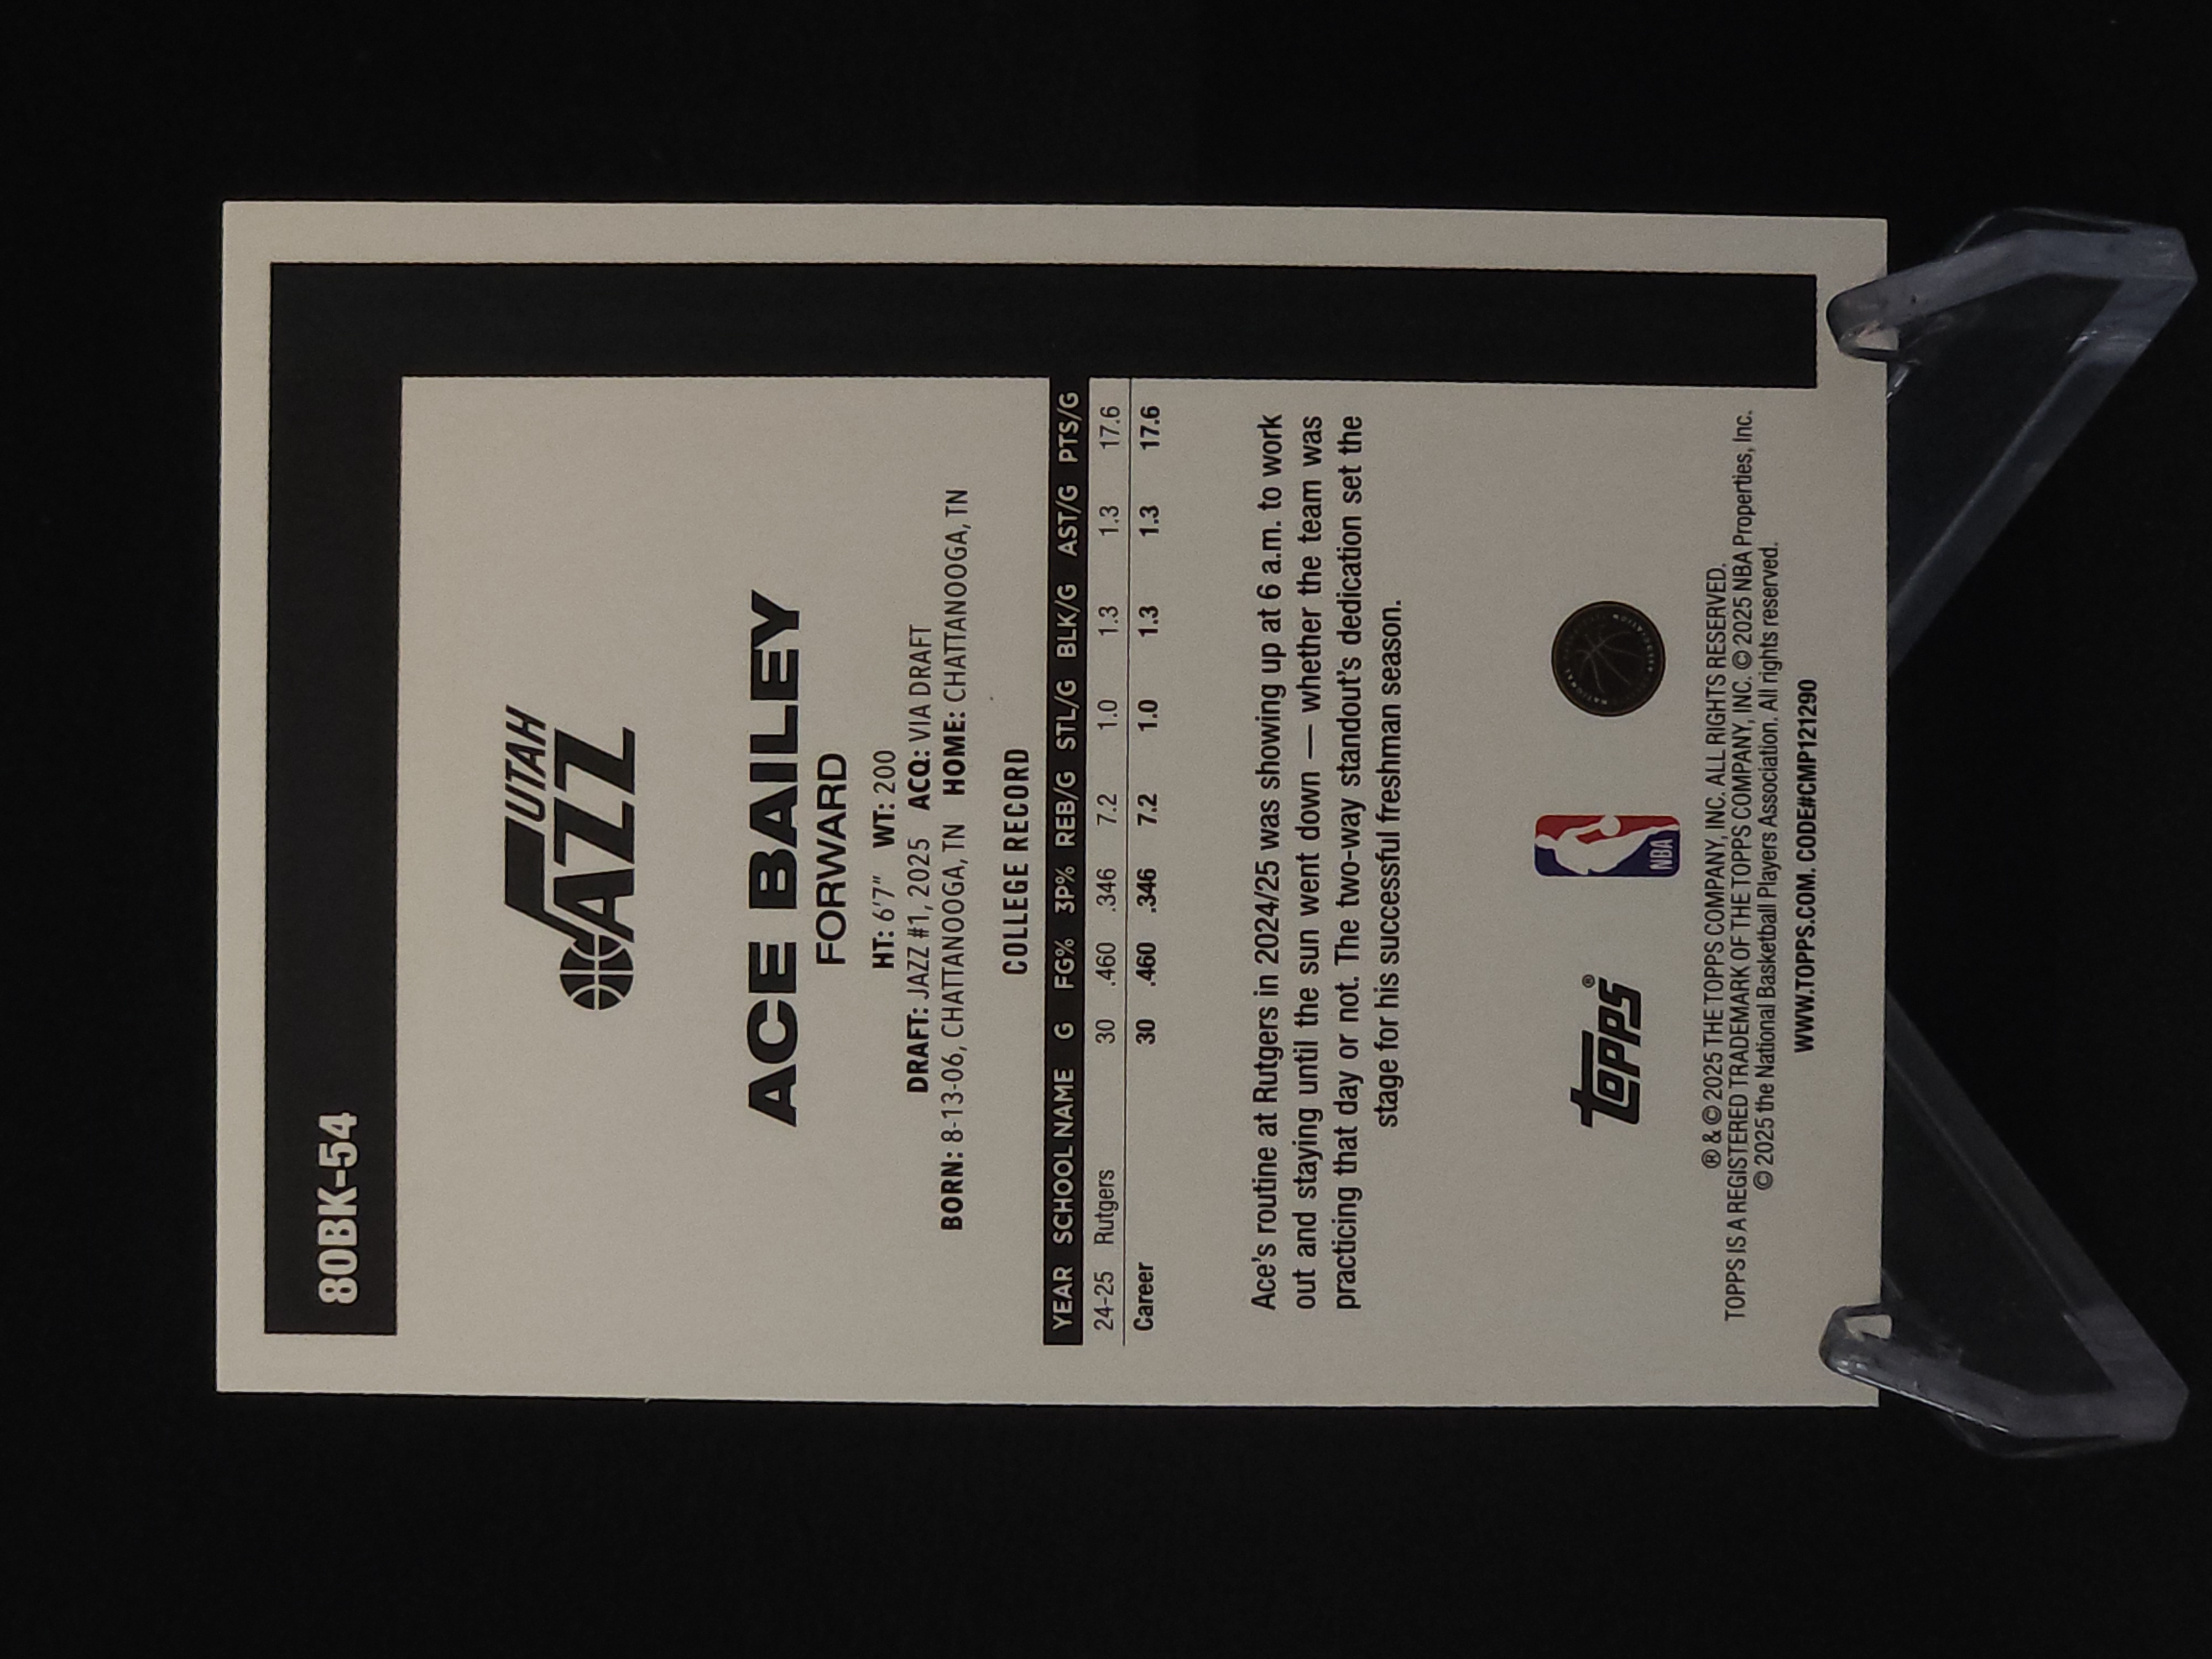 80BK-54
UTAH
JAZZ
ACE BAILEY
FORWARD
HT: 6'7" WT: 200
DRAFT: JAZZ #1, 2025 ACQ: VIA DRAFT
BORN: 8-13-06, CHATTANOOGA, TN HOME: CHATTANOOGA, TN
COLLEGE RECORD
YEAR SCHOOL NAME G FG% 3P% REB/G STL/G BLK/G AST/G PTS/G
24-25 Rutgers 30 .460 .346 7.2 1.0 1.3 1.3 17.6
Career 30 .460 .346 7.2 1.0 1.3 1.3 17.6
Ace's routine at Rutgers in 2024/25 was showing up at 6 a.m. to work
out and staying until the sun went down — whether the team was
practicing that day or not. The two-way standout's dedication set the
stage for his successful freshman season.
topps®
NBA
® & © 2025 THE TOPPS COMPANY, INC. ALL RIGHTS RESERVED.
TOPPS IS A REGISTERED TRADEMARK OF THE TOPPS COMPANY, INC. © 2025 NBA Properties, Inc.
© 2025 the National Basketball Players Association. All rights reserved.
WWW.TOPPS.COM. CODE#CMP121290